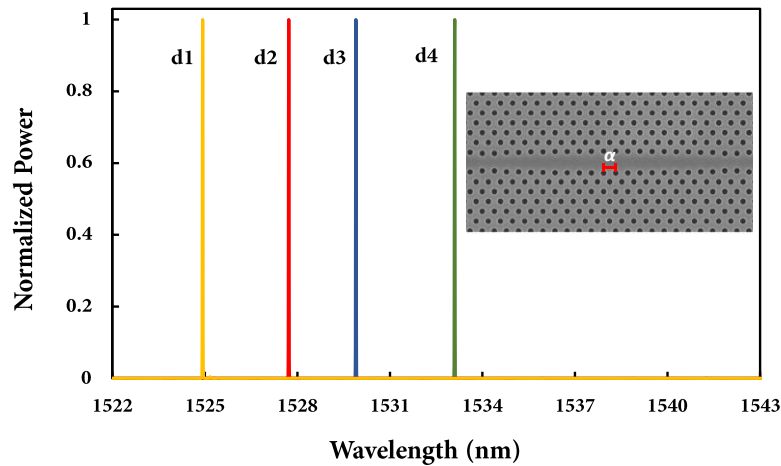 1
d1
d2
d3
d4
0.8
0.6
α
0.4
0.2
0
1522
1525
1528
1531
1534
1537
1540
1543
Normalized Power
Wavelength (nm)